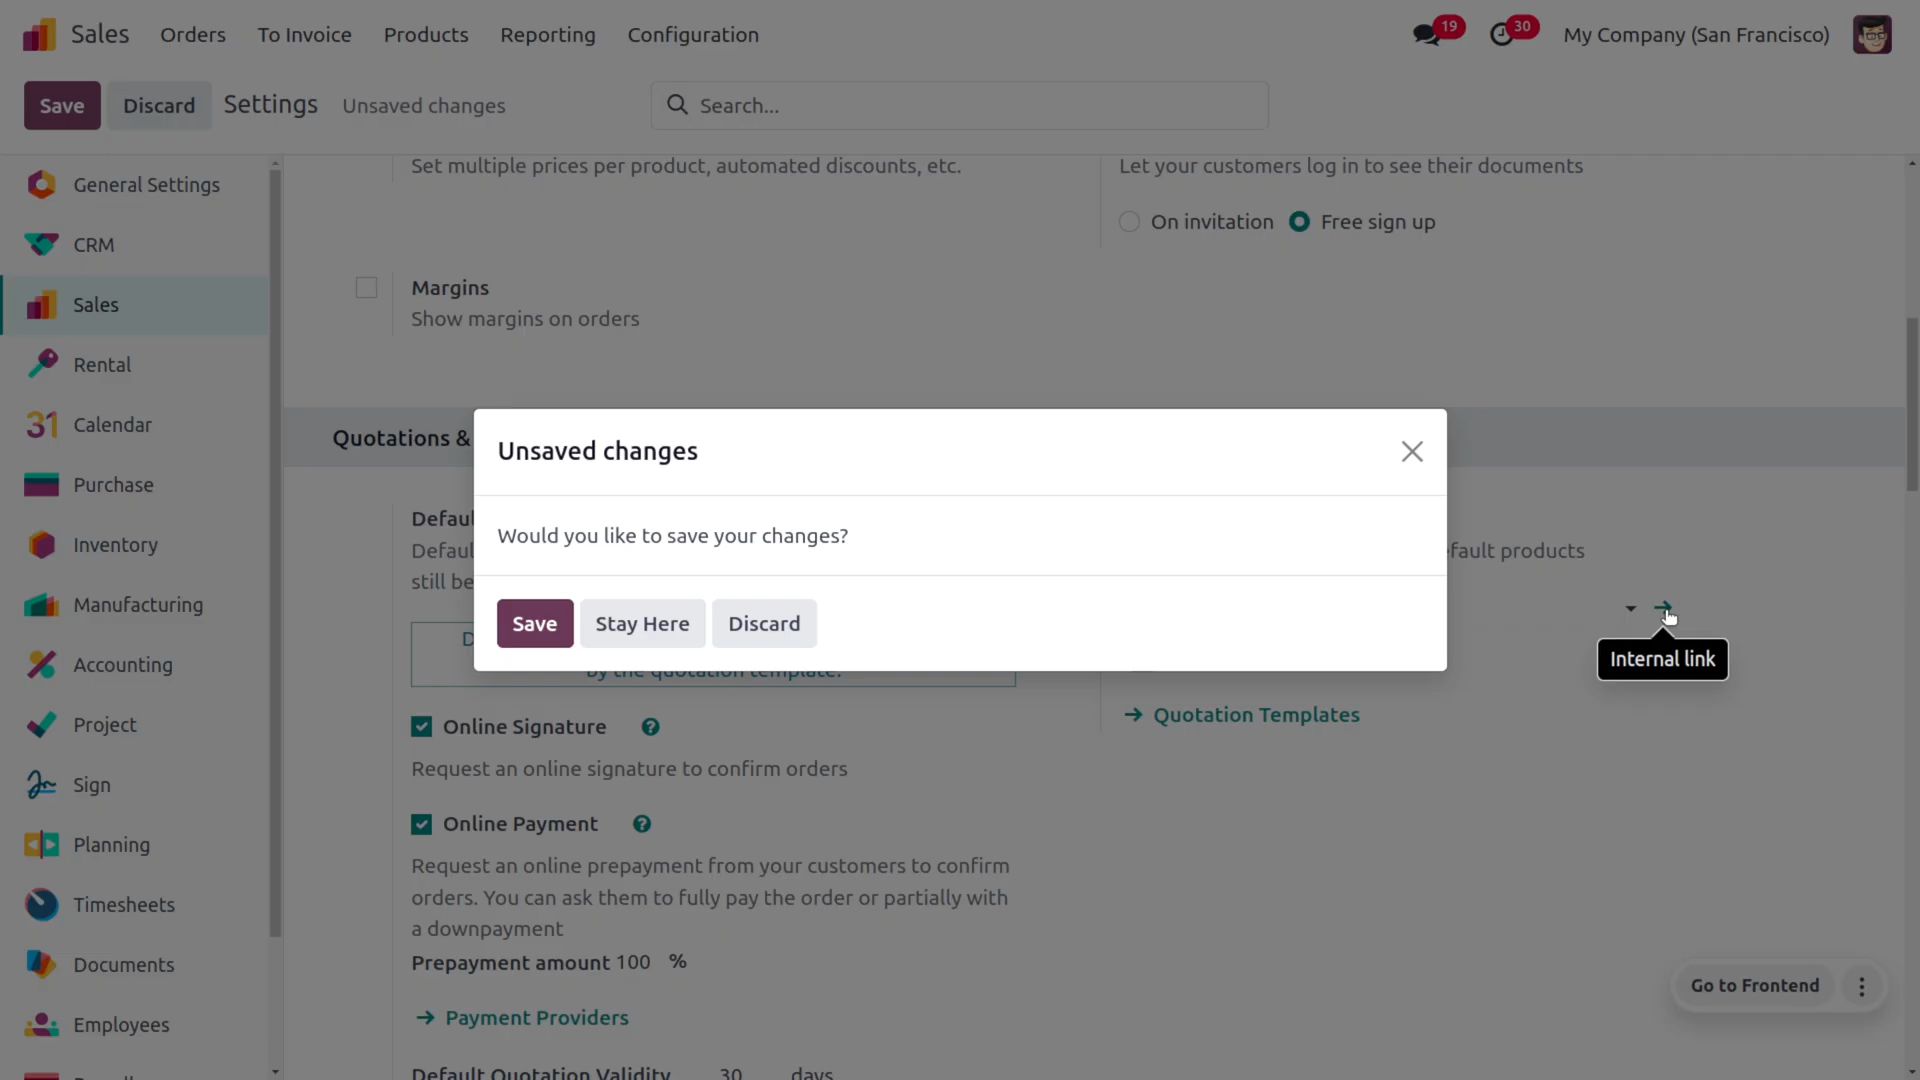 Sales
Orders
To Invoice
Products
Reporting
Configuration
19
30
My Company (San Francisco)
Save
Discard
Settings
Unsaved changes
Search...
General Settings
CRM
Sales
Rental
31
Calendar
Purchase
Inventory
Manufacturing
Accounting
Project
Sign
Planning
Timesheets
Documents
Employees
Set multiple prices per product, automated discounts, etc.
Let your customers log in to see their documents
On invitation
Free sign up
Margins
Show margins on orders
Quotations &
Unsaved changes
Would you like to save your changes?
Save
Stay Here
Discard
still be
fault products
Internal link
by the quotation template.
Quotation Templates
Online Signature
?
Request an online signature to confirm orders
Online Payment
?
Request an online prepayment from your customers to confirm
orders. You can ask them to fully pay the order or partially with
a downpayment
Prepayment amount 100 %
Payment Providers
Default Quotation Validity 30 days
Go to Frontend